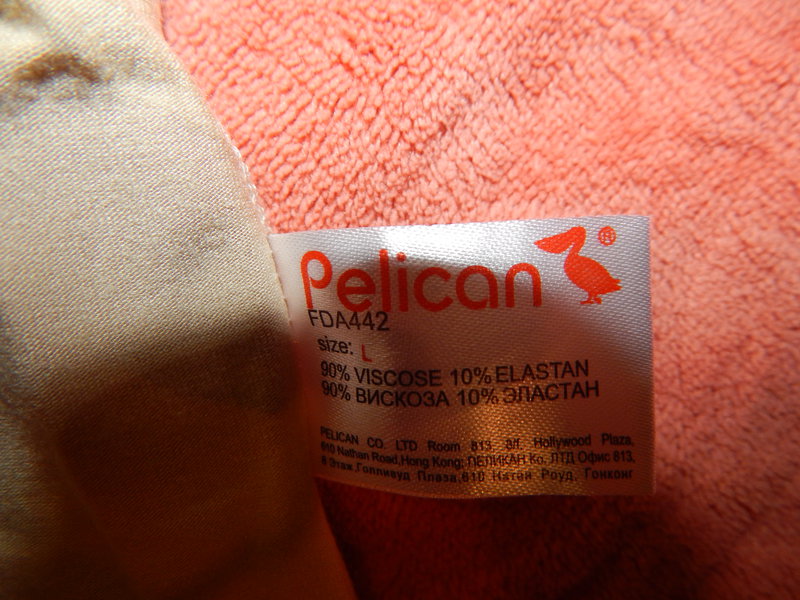 Pelican ®
FDA442
size: L
90% VISCOSE 10% ELASTAN
90% ВИСКОЗА 10% ЭЛАСТАН
PELICAN CO. LTD Room 813, 8/f. Hollywood Plaza,
610 Nathan Road,Hong Kong; ПЕЛИКАН Ко. ЛТД Офис 813,
8 Этаж,Голливуд Плаза,610 Натан Роуд, Гонконг